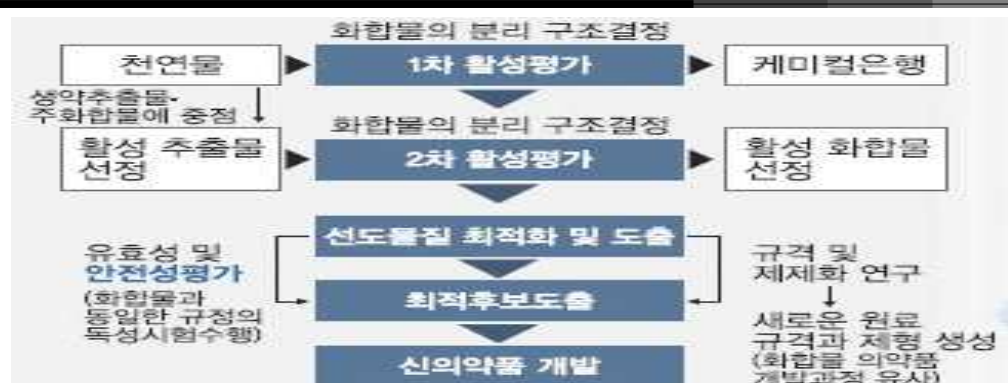 화합물의 분리 구조결정
천연물
1차 활성평가
케미컬은행
생약추출물·
주화합물에 중점
화합물의 분리 구조결정
활성 추출물
선정
2차 활성평가
활성 화합물
선정
선도물질 최적화 및 도출
유효성 및
안전성평가
(화합물과
동일한 규정의
독성시험수행)
최적후보도출
규격 및
제제화 연구
새로운 원료
규격과 제형 생성
(화합물 의약품
개발과정 유사)
신의약품 개발